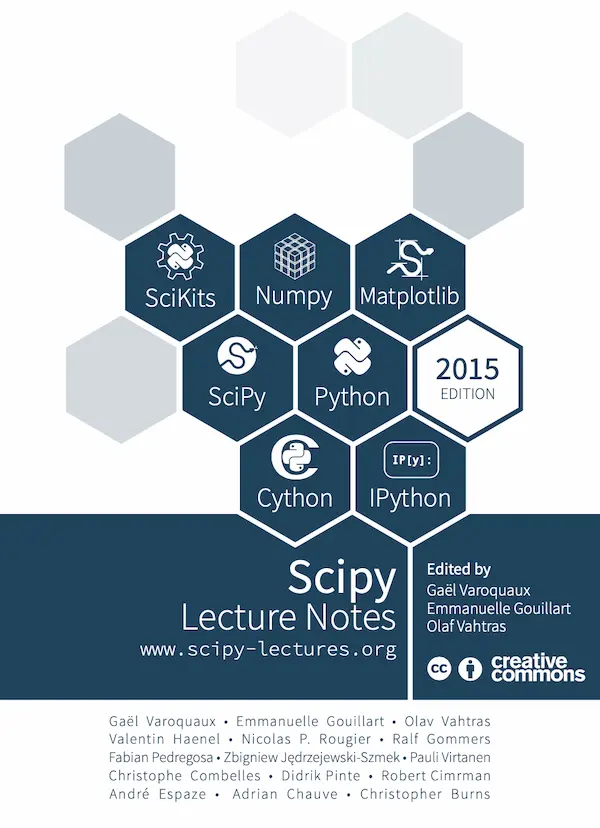 SciKits
Numpy
Matplotlib
SciPy
Python
2015
EDITION
Cython
IP[y]:
IPython
Scipy
Lecture Notes
www.scipy-lectures.org
Edited by
Gaël Varoquaux
Emmanuelle Gouillart
Olaf Vahtras
cc
creative
commons
Gaël Varoquaux • Emmanuelle Gouillart • Olav Vahtras
Valentin Haenel • Nicolas P. Rougier • Ralf Gommers
Fabian Pedregosa • Zbigniew Jędrzejewski-Szmek • Pauli Virtanen
Christophe Combelles • Didrik Pinte • Robert Cimrman
André Espaze • Adrian Chauve • Christopher Burns